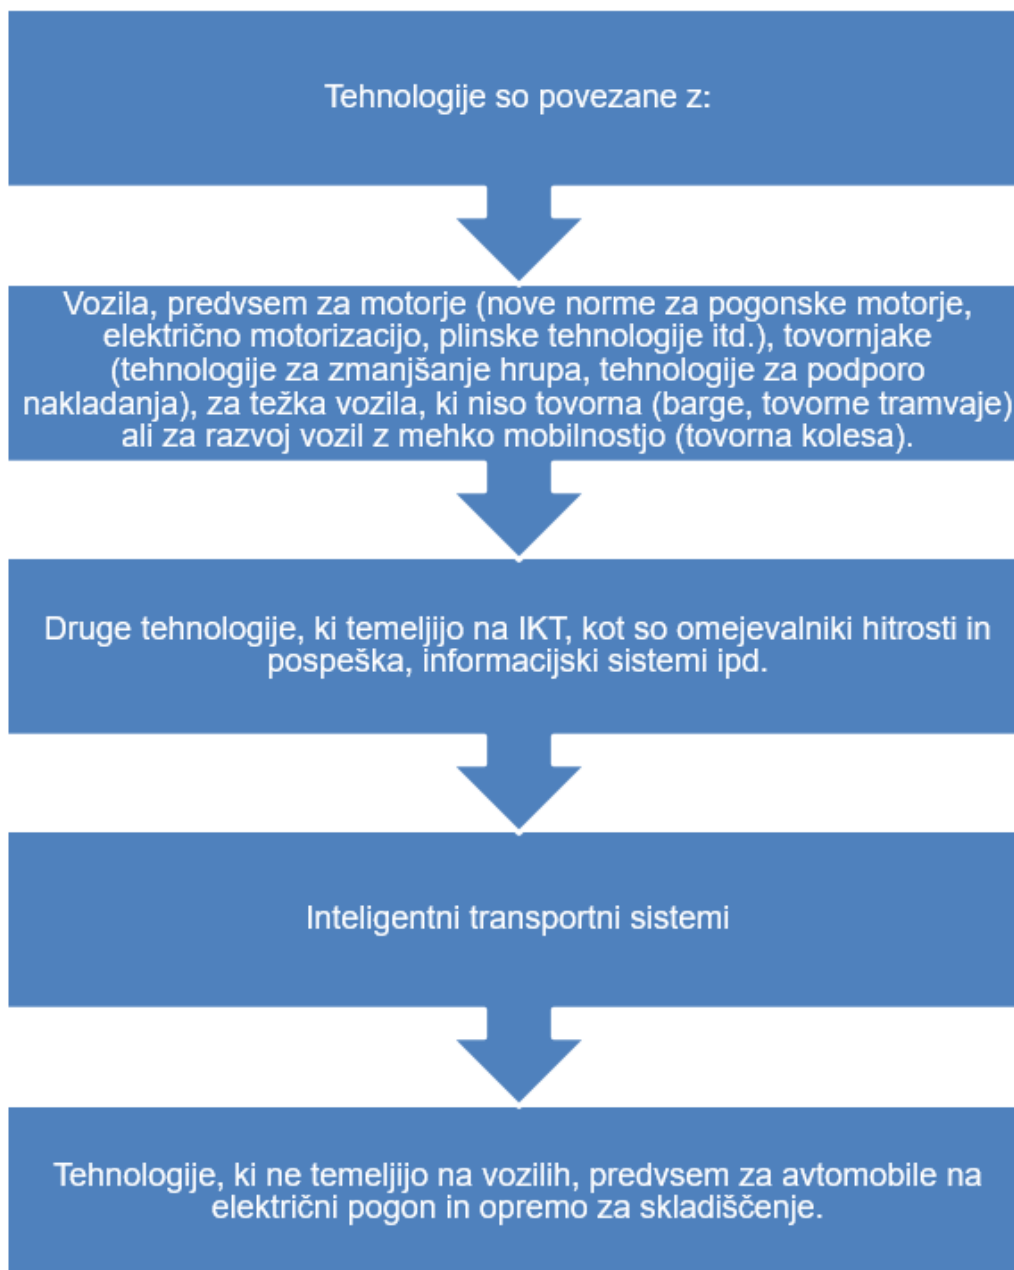 Tehnologije so povezane z:
Vozila, predvsem za motorje (nove norme za pogonske motorje,
električno motorizacijo, plinske tehnologije itd.), tovornjake
(tehnologije za zmanjšanje hrupa, tehnologije za podporo
nakladanja), za težka vozila, ki niso tovorna (barge, tovorne tramvaje)
ali za razvoj vozil z mehko mobilnostjo (tovorna kolesa).
Druge tehnologije, ki temeljijo na IKT, kot so omejevalniki hitrosti in
pospeška, informacijski sistemi ipd.
Inteligentni transportni sistemi
Tehnologije, ki ne temeljijo na vozilih, predvsem za avtomobile na
električni pogon in opremo za skladiščenje.